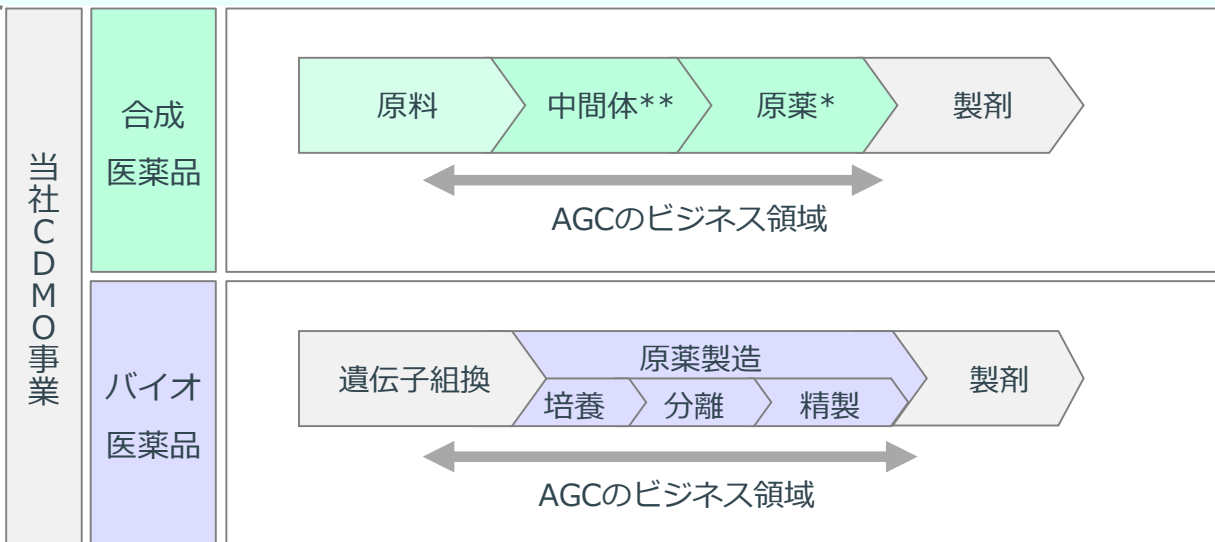 当社CDMO事業
合成
医薬品
原料
中間体**
原薬*
製剤
AGCのビジネス領域
バイオ
医薬品
遺伝子組換
原薬製造
培養
分離
精製
製剤
AGCのビジネス領域